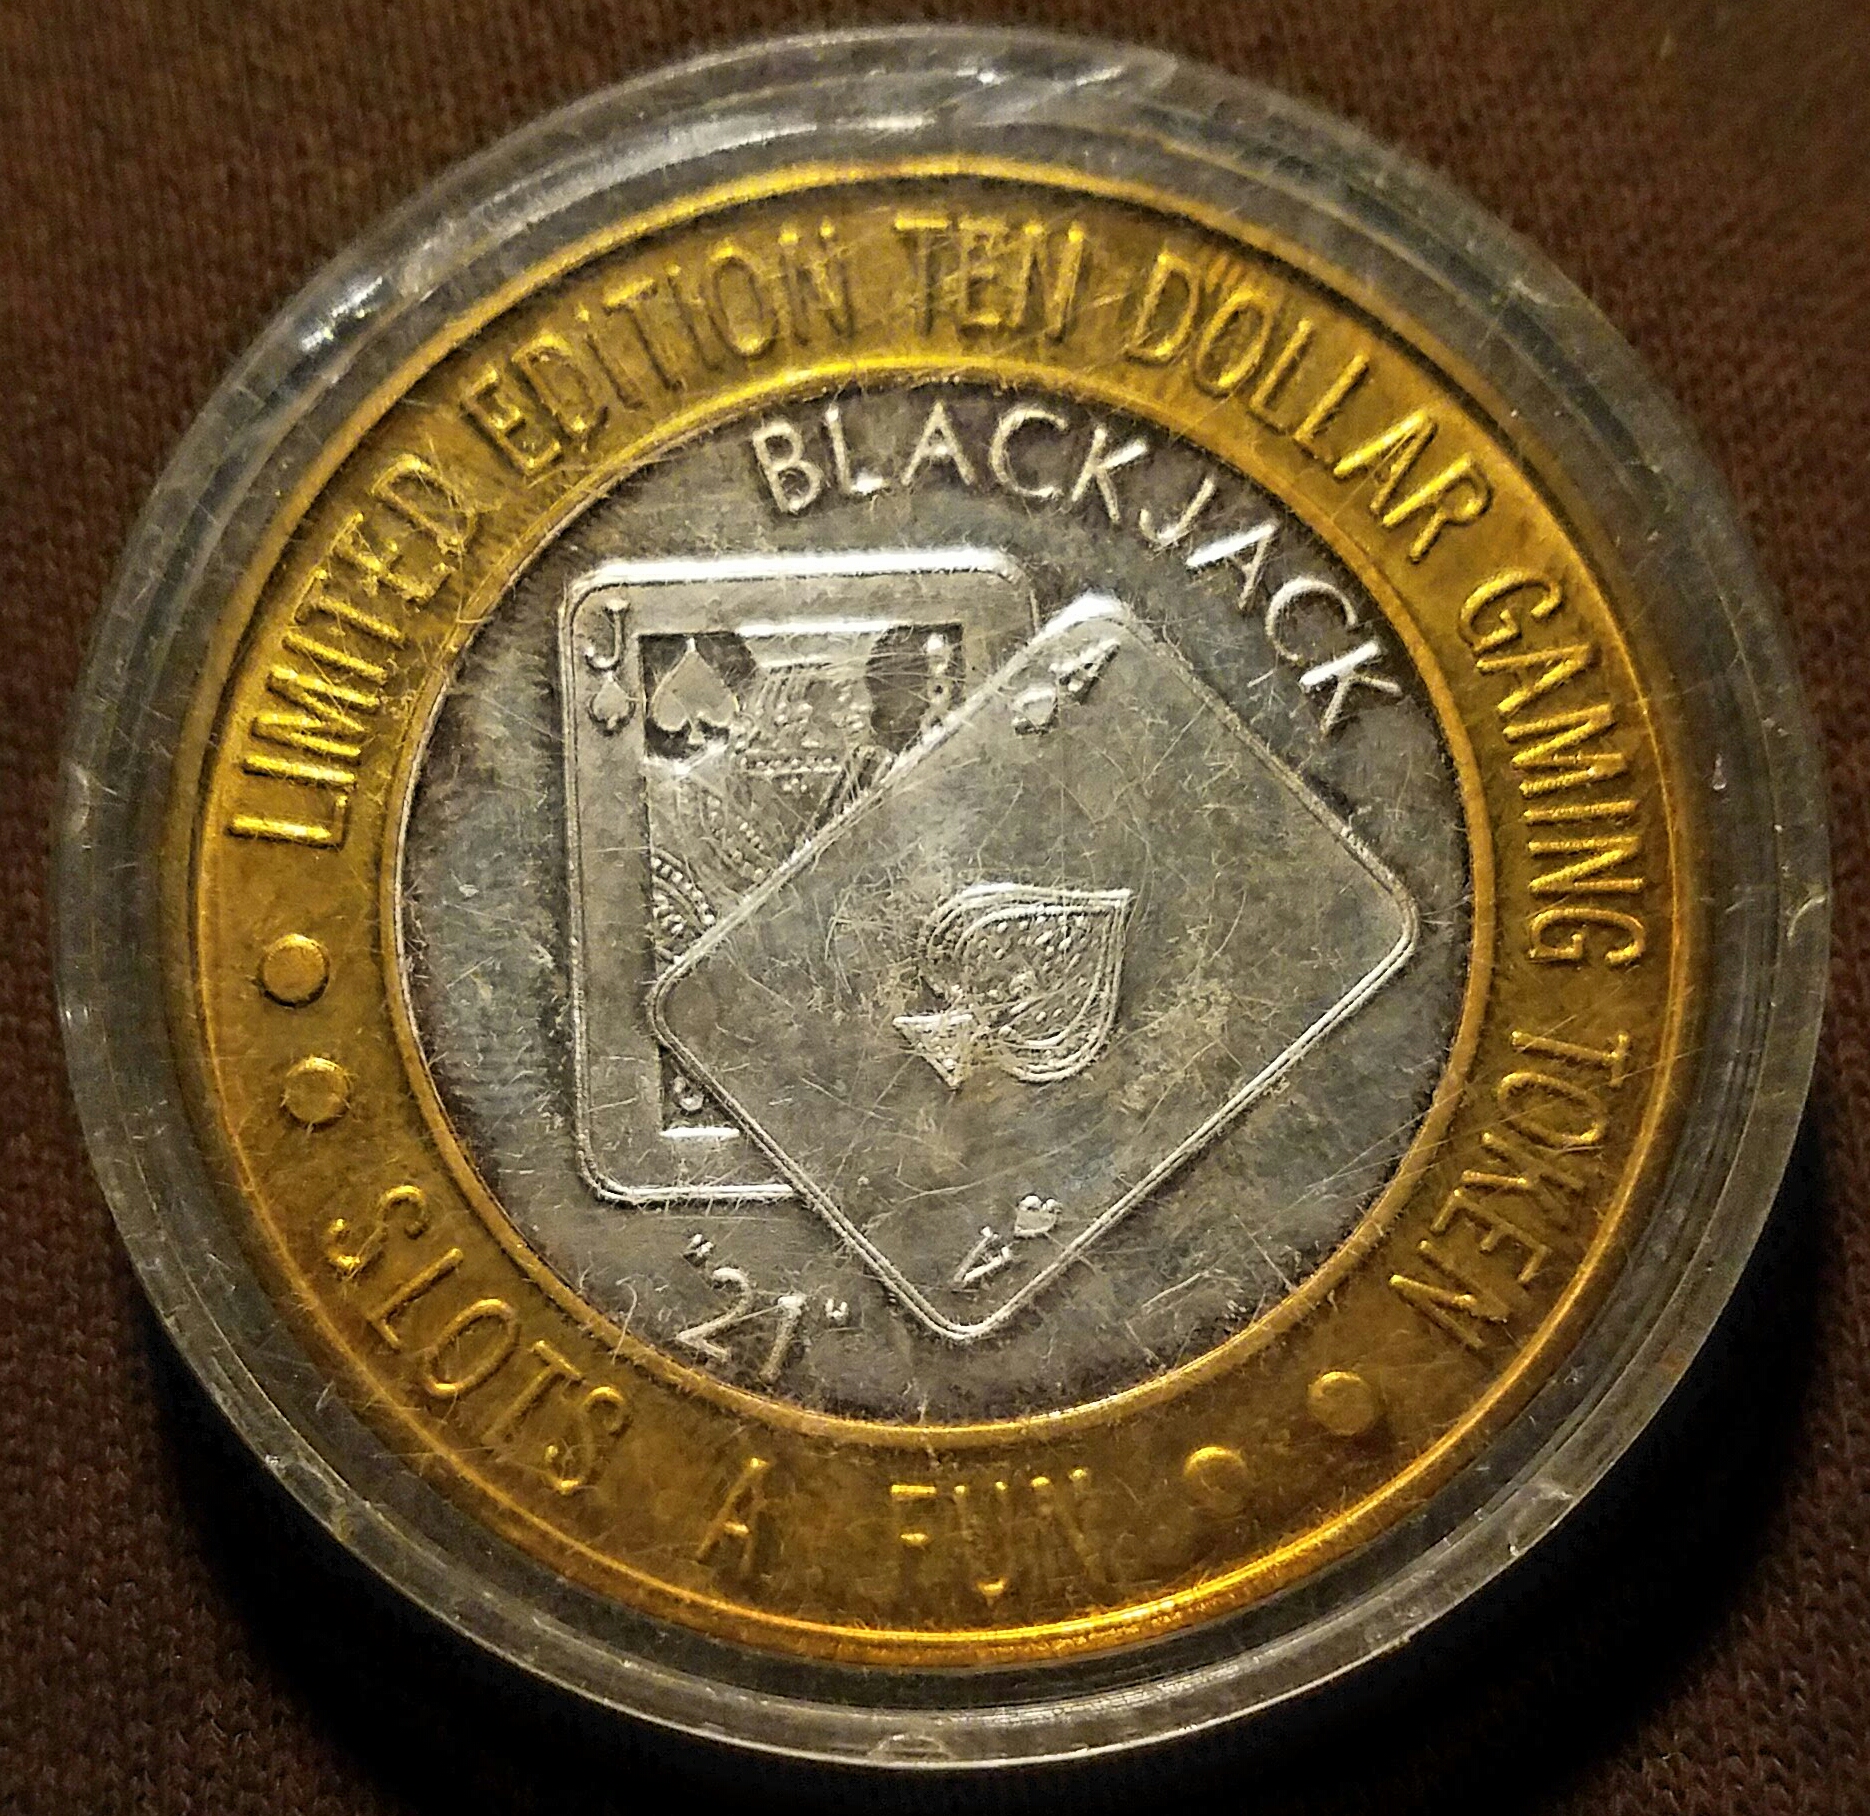 LIMITED EDITION TEN DOLLAR GAMING TOKEN
BLACKJACK
J
A
A
"21"
SLOTS A FUN